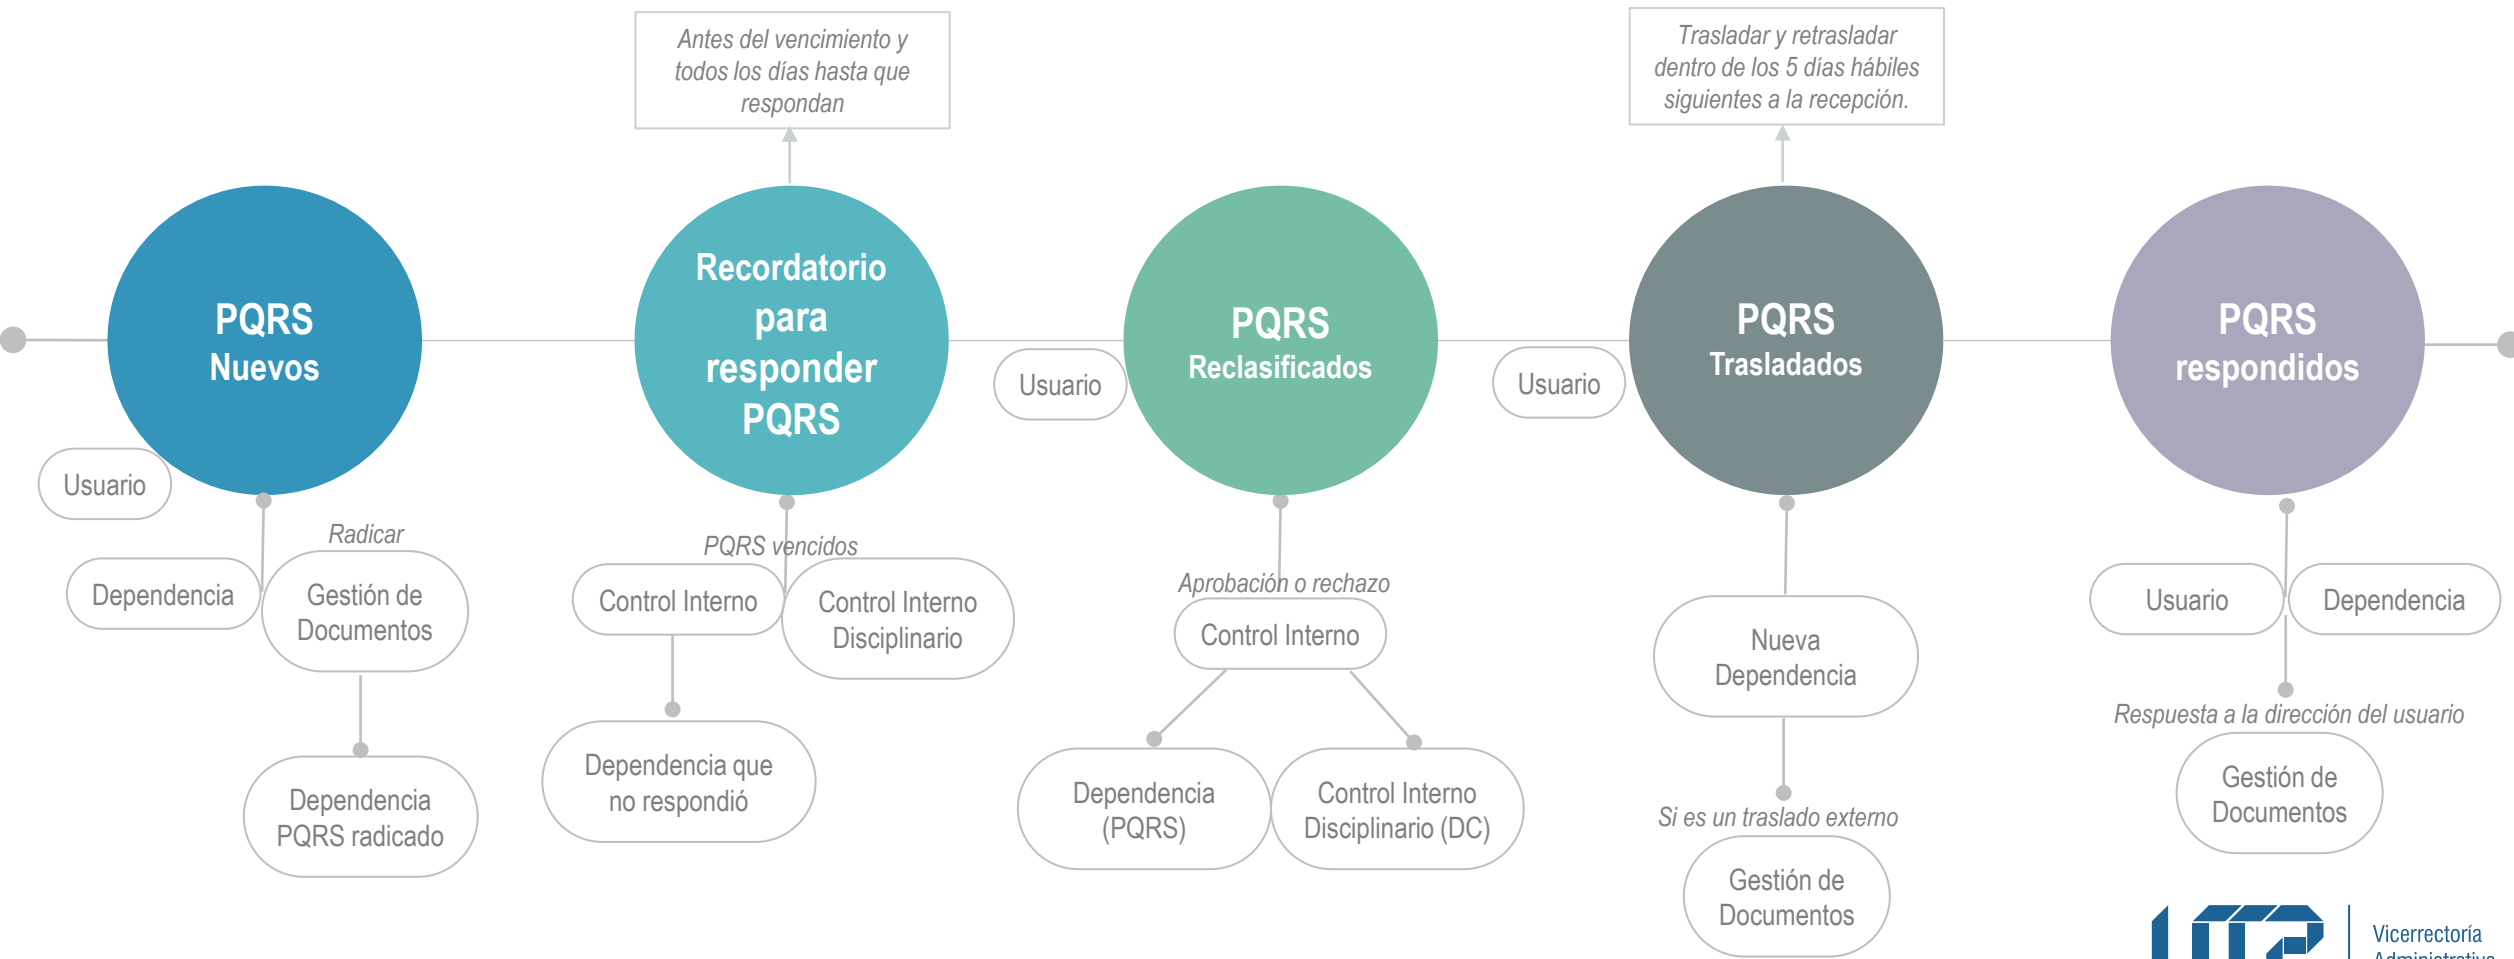 Antes del vencimiento y
todos los días hasta que
respondan
Trasladar y retrasladar
dentro de los 5 días hábiles
siguientes a la recepción.
PQRS
Nuevos
Recordatorio
para
responder
PQRS
PQRS
Reclasificados
PQRS
Trasladados
PQRS
respondidos
Usuario
Usuario
Usuario
Radicar
Dependencia
Gestión de
Documentos
Dependencia
PQRS radicado
PQRS vencidos
Control Interno
Control Interno
Disciplinario
Dependencia que
no respondió
Aprobación o rechazo
Control Interno
Dependencia
(PQRS)
Control Interno
Disciplinario (DC)
Nueva
Dependencia
Si es un traslado externo
Gestión de
Documentos
Usuario
Dependencia
Respuesta a la dirección del usuario
Gestión de
Documentos
Vicerrectoría
Administrativa